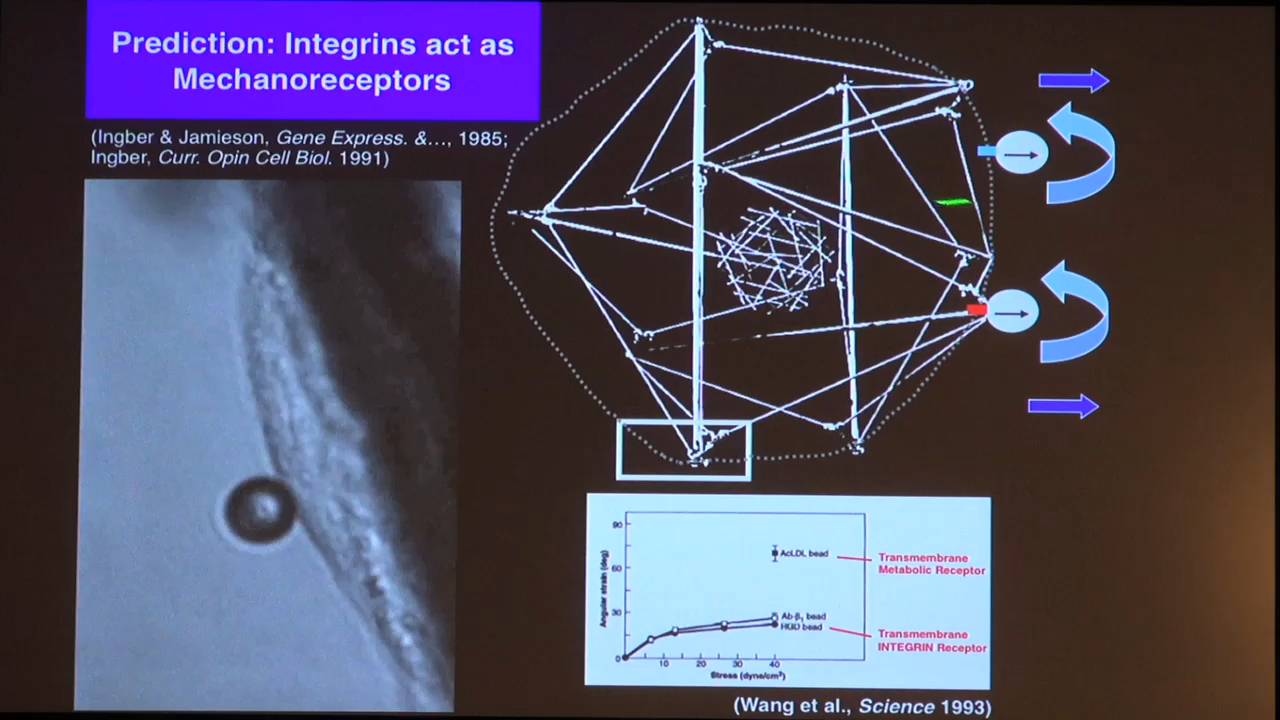 Prediction: Integrins act as
Mechanoreceptors
(Ingber & Jamieson, Gene Express. &..., 1985;
Ingber, Curr. Opin Cell Biol. 1991)
90
60
30
0
10
20
30
40
Angular strain (deg)
Stress (dyne/cm²)
AcLDL bead
Ab-β₁ bead
RGD bead
Transmembrane
Metabolic Receptor
Transmembrane
INTEGRIN Receptor
(Wang et al., Science 1993)